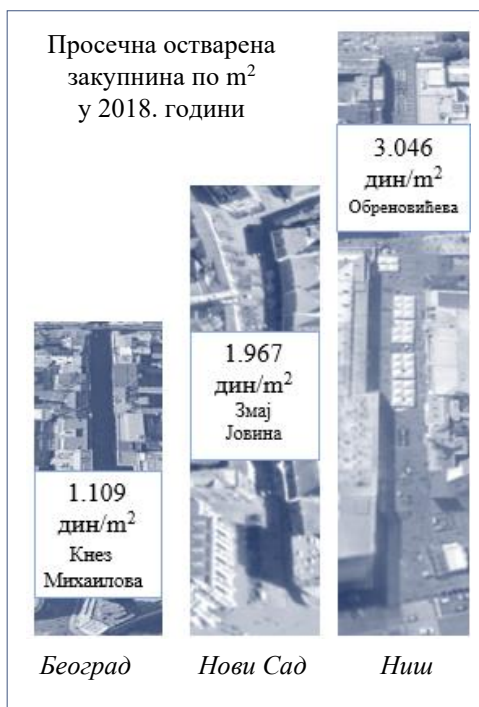 Просечна остварена
закупнина по m²
у 2018. години
3.046
дин/m²
Обреновићева
1.967
дин/m²
Змај
Јовина
1.109
дин/m²
Кнез
Михаилова
Београд
Нови Сад
Ниш